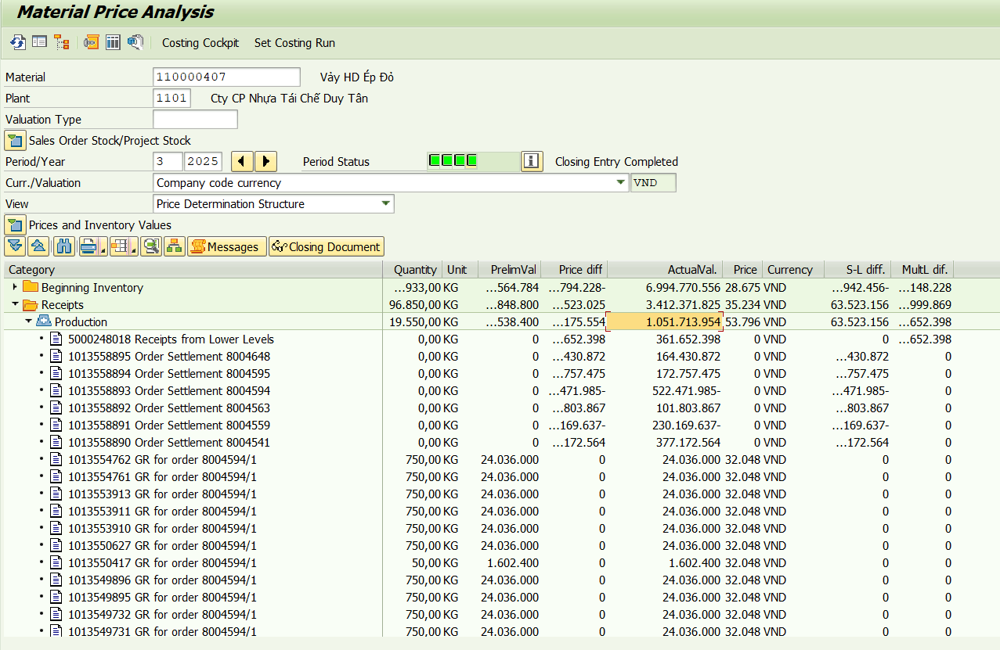 Material Price Analysis
Costing Cockpit Set Costing Run
Material 110000407 Vảy HD Ép Đỏ
Plant 1101 Cty CP Nhựa Tái Chế Duy Tân
Valuation Type
Sales Order Stock/Project Stock
Period/Year 3 2025 Period Status Closing Entry Completed
Curr./Valuation Company code currency VND
View Price Determination Structure
Prices and Inventory Values
Messages Closing Document
Category Quantity Unit PrelimVal Price diff ActualVal. Price Currency S-L diff. MultL dif.
Beginning Inventory ...933,00 KG ...564.784 ...794.228- 6.994.770.556 28.675 VND ...942.456- ...148.228
Receipts 96.850,00 KG ...848.800 ...523.025 3.412.371.825 35.234 VND 63.523.156 ...999.869
Production 19.550,00 KG ...538.400 ...175.554 1.051.713.954 53.796 VND 63.523.156 ...652.398
5000248018 Receipts from Lower Levels 0,00 KG 0 ...652.398 361.652.398 0 VND 0 ...652.398
1013558895 Order Settlement 8004648 0,00 KG 0 ...430.872 164.430.872 0 VND ...430.872 0
1013558894 Order Settlement 8004595 0,00 KG 0 ...757.475 172.757.475 0 VND ...757.475 0
1013558893 Order Settlement 8004594 0,00 KG 0 ...471.985- 522.471.985- 0 VND ...471.985- 0
1013558892 Order Settlement 8004563 0,00 KG 0 ...803.867 101.803.867 0 VND ...803.867 0
1013558891 Order Settlement 8004559 0,00 KG 0 ...169.637- 230.169.637- 0 VND ...169.637- 0
1013558890 Order Settlement 8004541 0,00 KG 0 ...172.564 377.172.564 0 VND ...172.564 0
1013554762 GR for order 8004594/1 750,00 KG 24.036.000 0 24.036.000 32.048 VND 0 0
1013554761 GR for order 8004594/1 750,00 KG 24.036.000 0 24.036.000 32.048 VND 0 0
1013553913 GR for order 8004594/1 750,00 KG 24.036.000 0 24.036.000 32.048 VND 0 0
1013553911 GR for order 8004594/1 750,00 KG 24.036.000 0 24.036.000 32.048 VND 0 0
1013553910 GR for order 8004594/1 750,00 KG 24.036.000 0 24.036.000 32.048 VND 0 0
1013550627 GR for order 8004594/1 750,00 KG 24.036.000 0 24.036.000 32.048 VND 0 0
1013550417 GR for order 8004594/1 50,00 KG 1.602.400 0 1.602.400 32.048 VND 0 0
1013549896 GR for order 8004594/1 750,00 KG 24.036.000 0 24.036.000 32.048 VND 0 0
1013549895 GR for order 8004594/1 750,00 KG 24.036.000 0 24.036.000 32.048 VND 0 0
1013549732 GR for order 8004594/1 750,00 KG 24.036.000 0 24.036.000 32.048 VND 0 0
1013549731 GR for order 8004594/1 750,00 KG 24.036.000 0 24.036.000 32.048 VND 0 0